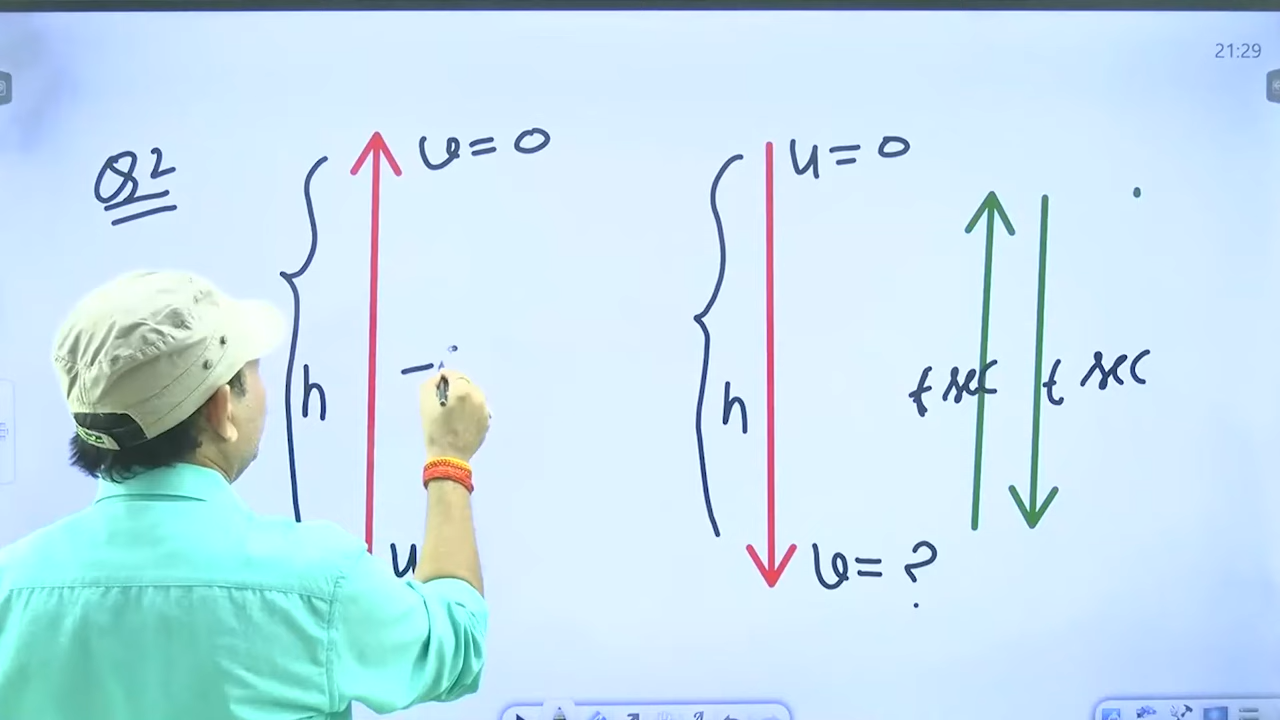 21:29
Q2
v = 0
u = 0
h
h
t sec
t sec
u
v = ?